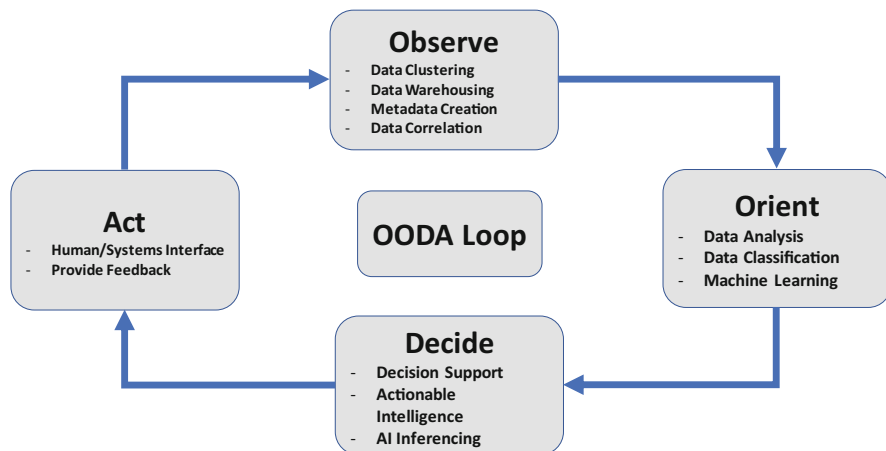 Observe
- Data Clustering
- Data Warehousing
- Metadata Creation
- Data Correlation
Act
- Human/Systems Interface
- Provide Feedback
OODA Loop
Orient
- Data Analysis
- Data Classification
- Machine Learning
Decide
- Decision Support
- Actionable
Intelligence
- AI Inferencing